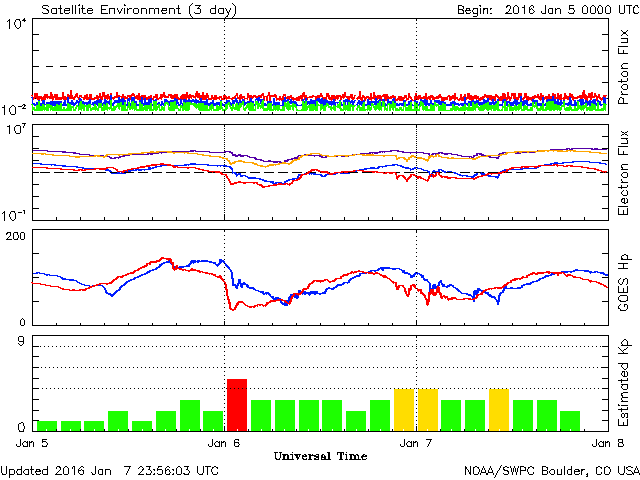 Satellite Environment (3 day)
Begin: 2016 Jan 5 0000 UTC
10⁴
10⁻²
Proton Flux
10⁷
10⁻¹
Electron Flux
200
0
GOES Hp
9
0
Estimated Kp
Jan 5
Jan 6
Jan 7
Jan 8
Universal Time
Updated 2016 Jan 7 23:56:03 UTC
NOAA/SWPC Boulder, CO USA